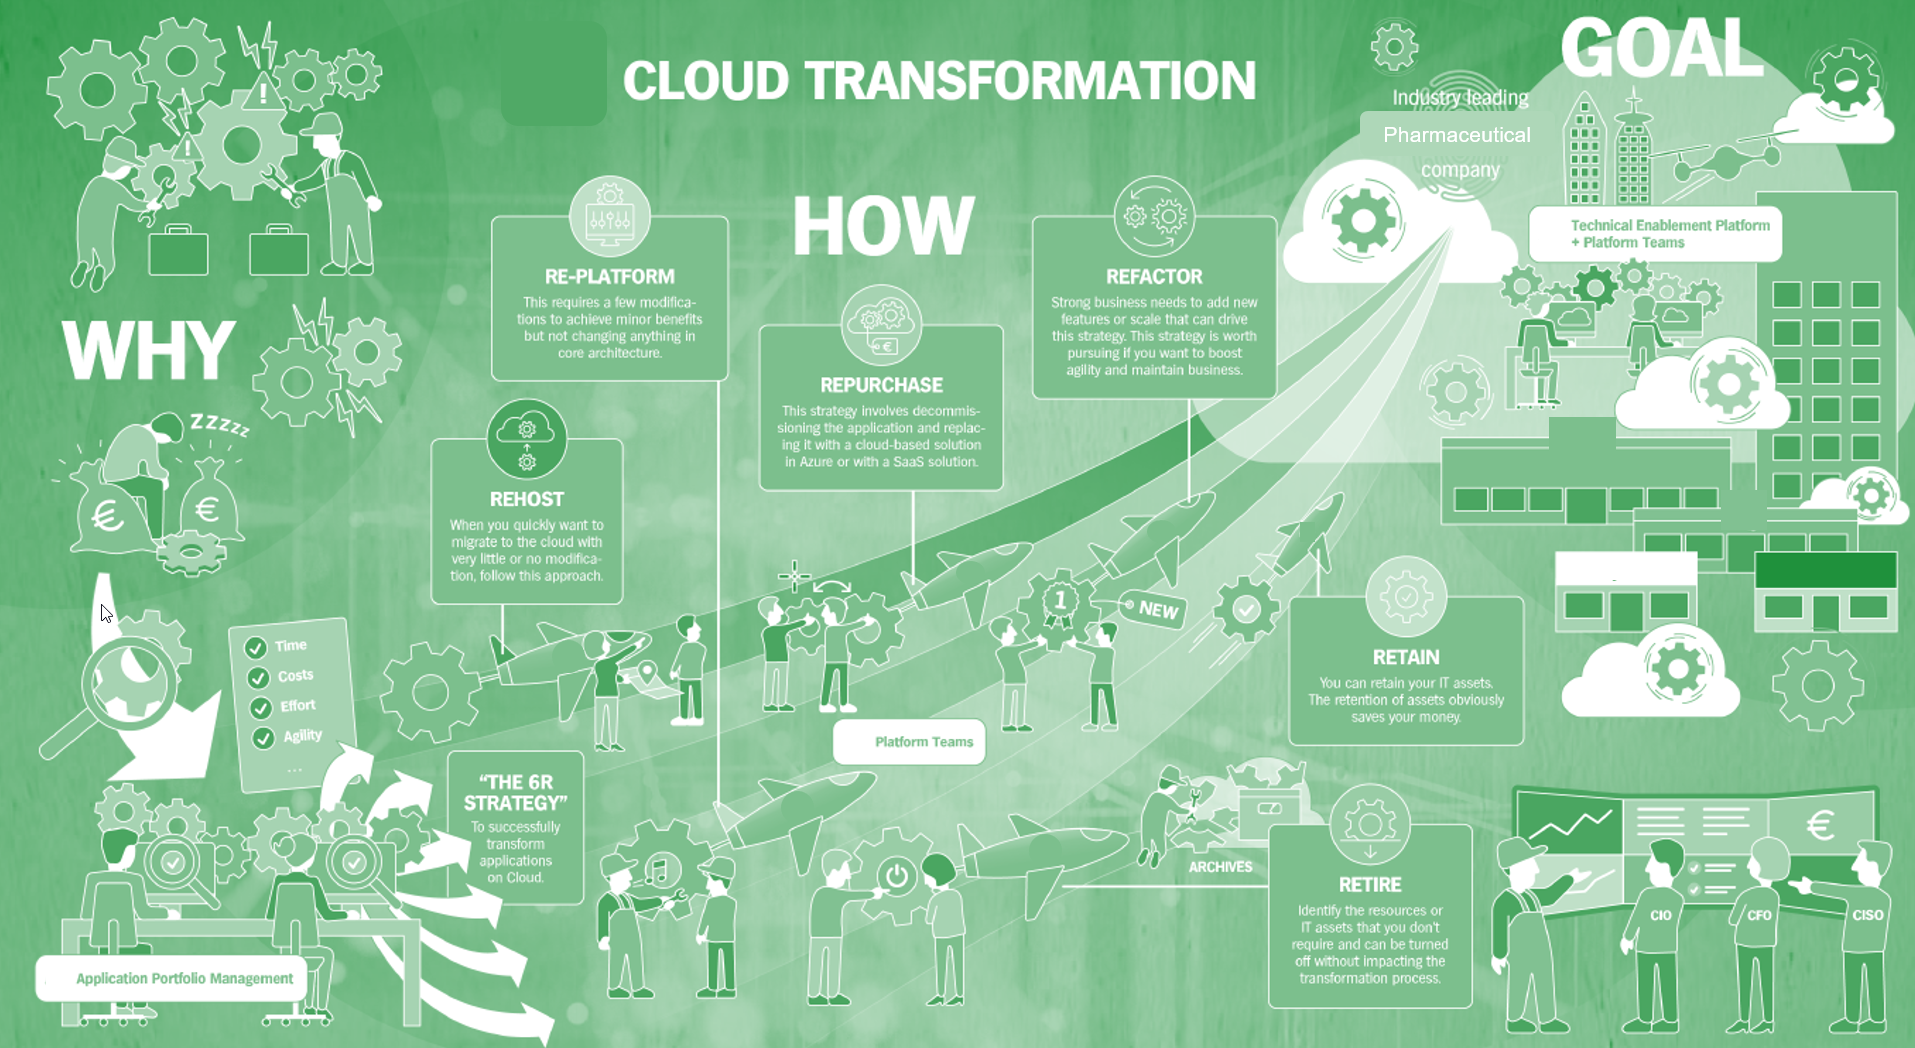 CLOUD TRANSFORMATION
GOAL
Industry leading
Pharmaceutical
company
Technical Enablement Platform
+ Platform Teams
HOW
WHY
ZZZZZ
€
€
RE-PLATFORM
This requires a few modifica-
tions to achieve minor benefits
but not changing anything in
core architecture.
REPURCHASE
€
This strategy involves decommis-
sioning the application and replac-
ing it with a cloud-based solution
in Azure or with a SaaS solution.
REFACTOR
Strong business needs to add new
features or scale that can drive
this strategy. This strategy is worth
pursuing if you want to boost
agility and maintain business.
REHOST
When you quickly want to
migrate to the cloud with
very little or no modifica-
tion, follow this approach.
Time
Costs
Effort
Agility
...
"THE 6R
STRATEGY"
To successfully
transform
applications
on Cloud.
Application Portfolio Management
1
NEW
Platform Teams
RETAIN
You can retain your IT assets.
The retention of assets obviously
saves your money.
ARCHIVES
RETIRE
Identify the resources or
IT assets that you don't
require and can be turned
off without impacting the
transformation process.
€
CIO
CFO
CISO